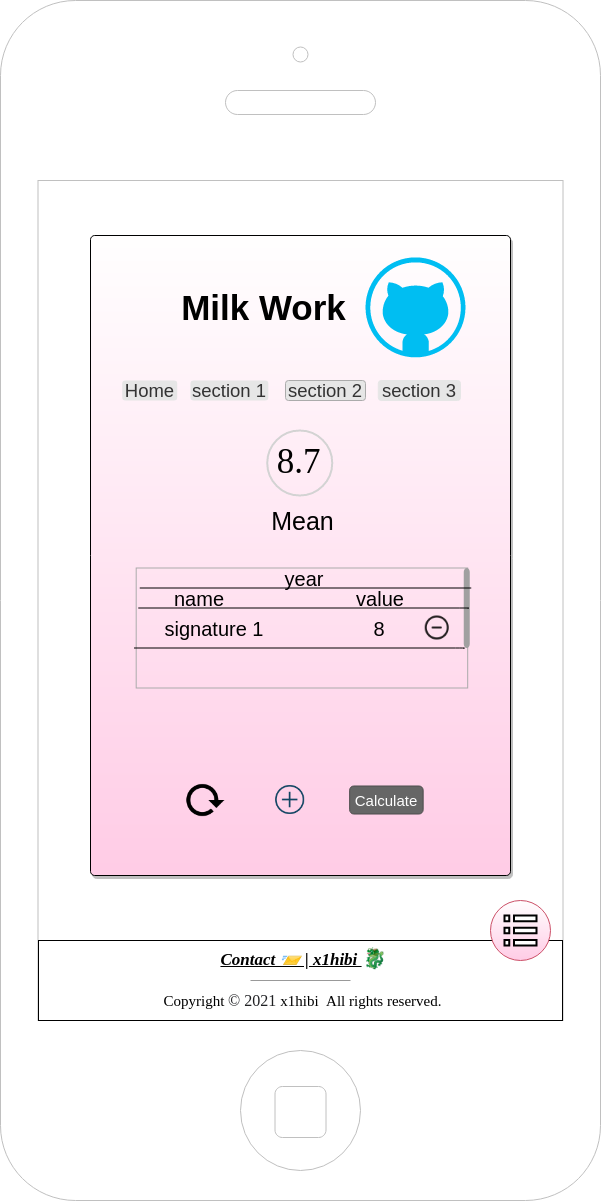 Milk Work
Home section 1 section 2 section 3
8.7
Mean
year
name value
signature 1 8
Calculate
Contact 📨 | x1hibi 🐉
Copyright © 2021 x1hibi  All rights reserved.